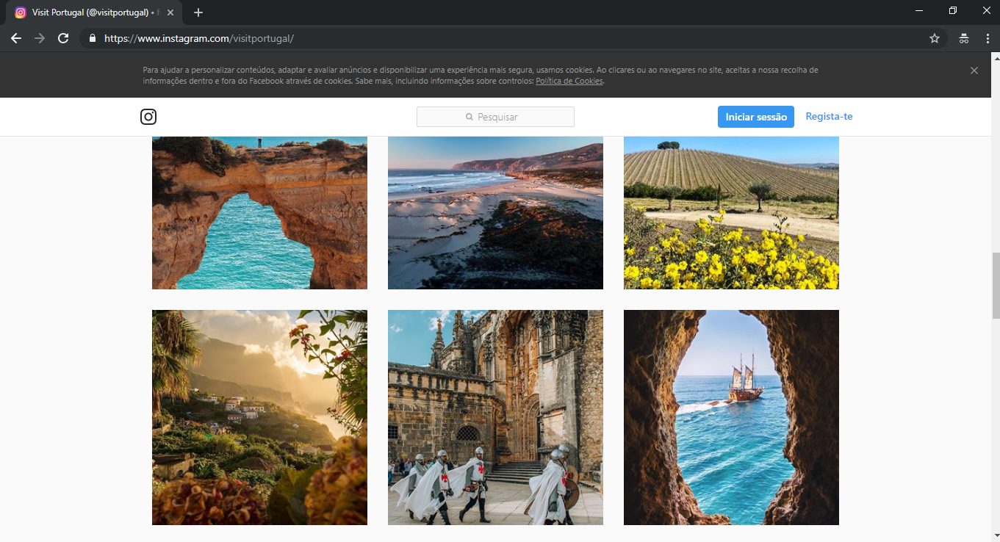 Visit Portugal (@visitportugal) • f
https://www.instagram.com/visitportugal/
Para ajudar a personalizar conteúdos, adaptar e avaliar anúncios e disponibilizar uma experiência mais segura, usamos cookies. Ao clicares ou ao navegares no site, aceitas a nossa recolha de
informações dentro e fora do Facebook através de cookies. Sabe mais, incluindo informações sobre controlos: Política de Cookies.
Pesquisar
Iniciar sessão
Regista-te